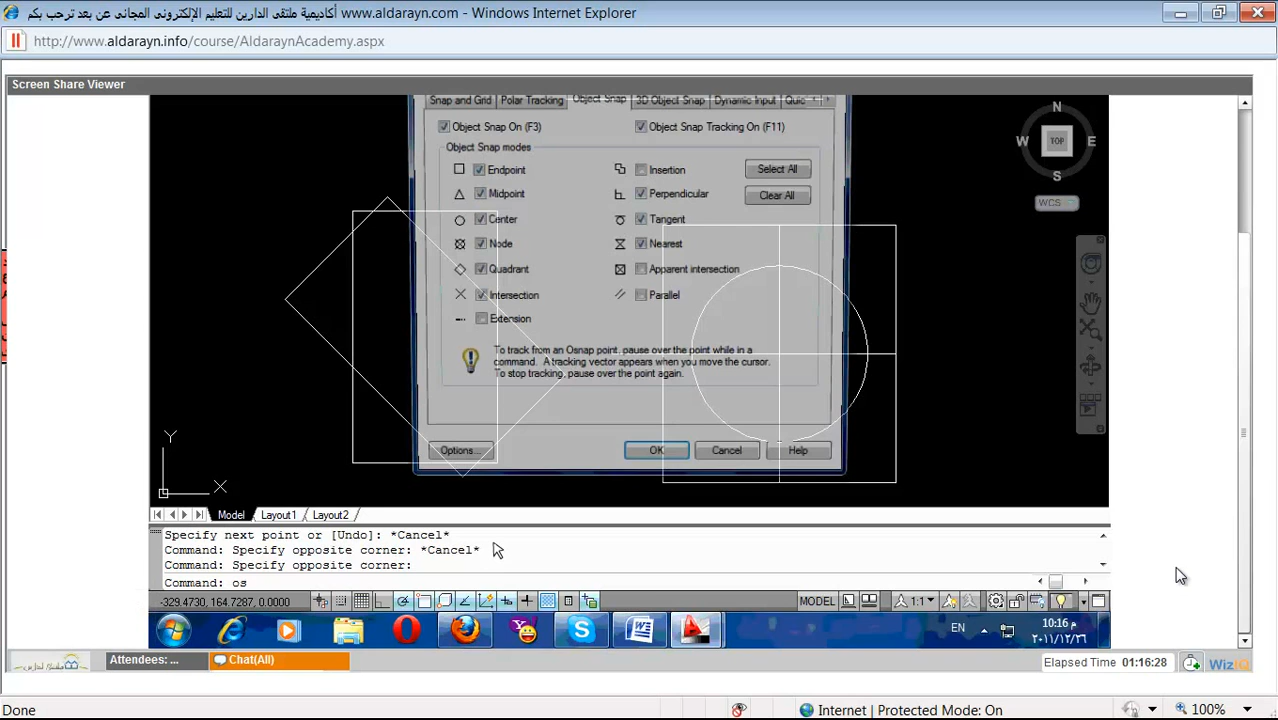 أكاديمية ملتقى الدارين للتعليم الإلكترونى المجانى عن بعد ترحب بكم www.aldarayn.com - Windows Internet Explorer
http://www.aldarayn.info/course/AldaraynAcademy.aspx
Screen Share Viewer
Snap and Grid Polar Tracking Object Snap 3D Object Snap Dynamic Input Quic
Object Snap On (F3) Object Snap Tracking On (F11)
Object Snap modes
Endpoint Insertion Select All
Midpoint Perpendicular Clear All
Center Tangent
Node Nearest
Quadrant Apparent intersection
Intersection Parallel
Extension
To track from an Osnap point, pause over the point while in a
command. A tracking vector appears when you move the cursor.
To stop tracking, pause over the point again.
Options... OK Cancel Help
N
W TOP E
S
WCS
Y
X
Model Layout1 Layout2
Specify next point or [Undo]: *Cancel*
Command: Specify opposite corner: *Cancel*
Command: Specify opposite corner:
Command: os
-329.4730, 164.7287, 0.0000 MODEL 1:1
EN 10:16 م
٢٠١١/١٢/٢٦
Attendees: ... Chat(All) Elapsed Time 01:16:28 WizIQ
Done Internet | Protected Mode: On 100%